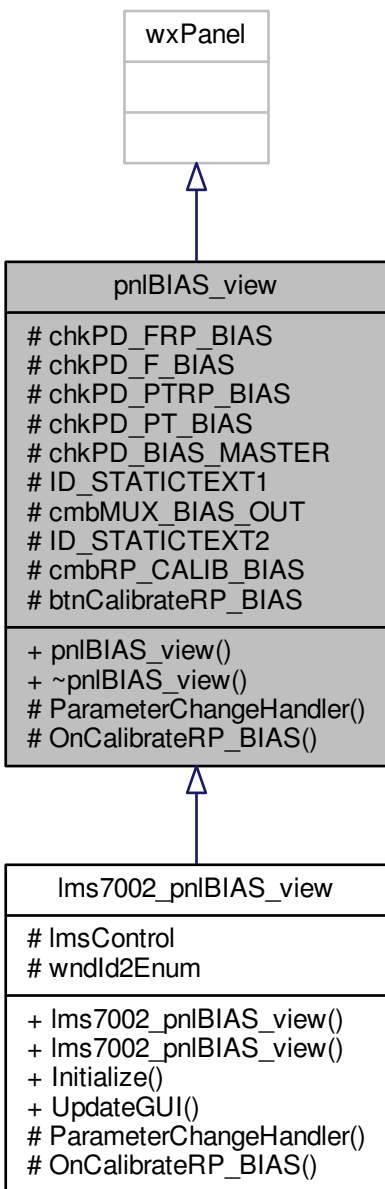 wxPanel
pnlBIAS_view
# chkPD_FRP_BIAS
# chkPD_F_BIAS
# chkPD_PTRP_BIAS
# chkPD_PT_BIAS
# chkPD_BIAS_MASTER
# ID_STATICTEXT1
# cmbMUX_BIAS_OUT
# ID_STATICTEXT2
# cmbRP_CALIB_BIAS
# btnCalibrateRP_BIAS
+ pnlBIAS_view()
+ ~pnlBIAS_view()
# ParameterChangeHandler()
# OnCalibrateRP_BIAS()
lms7002_pnlBIAS_view
# lmsControl
# wndId2Enum
+ lms7002_pnlBIAS_view()
+ lms7002_pnlBIAS_view()
+ Initialize()
+ UpdateGUI()
# ParameterChangeHandler()
# OnCalibrateRP_BIAS()